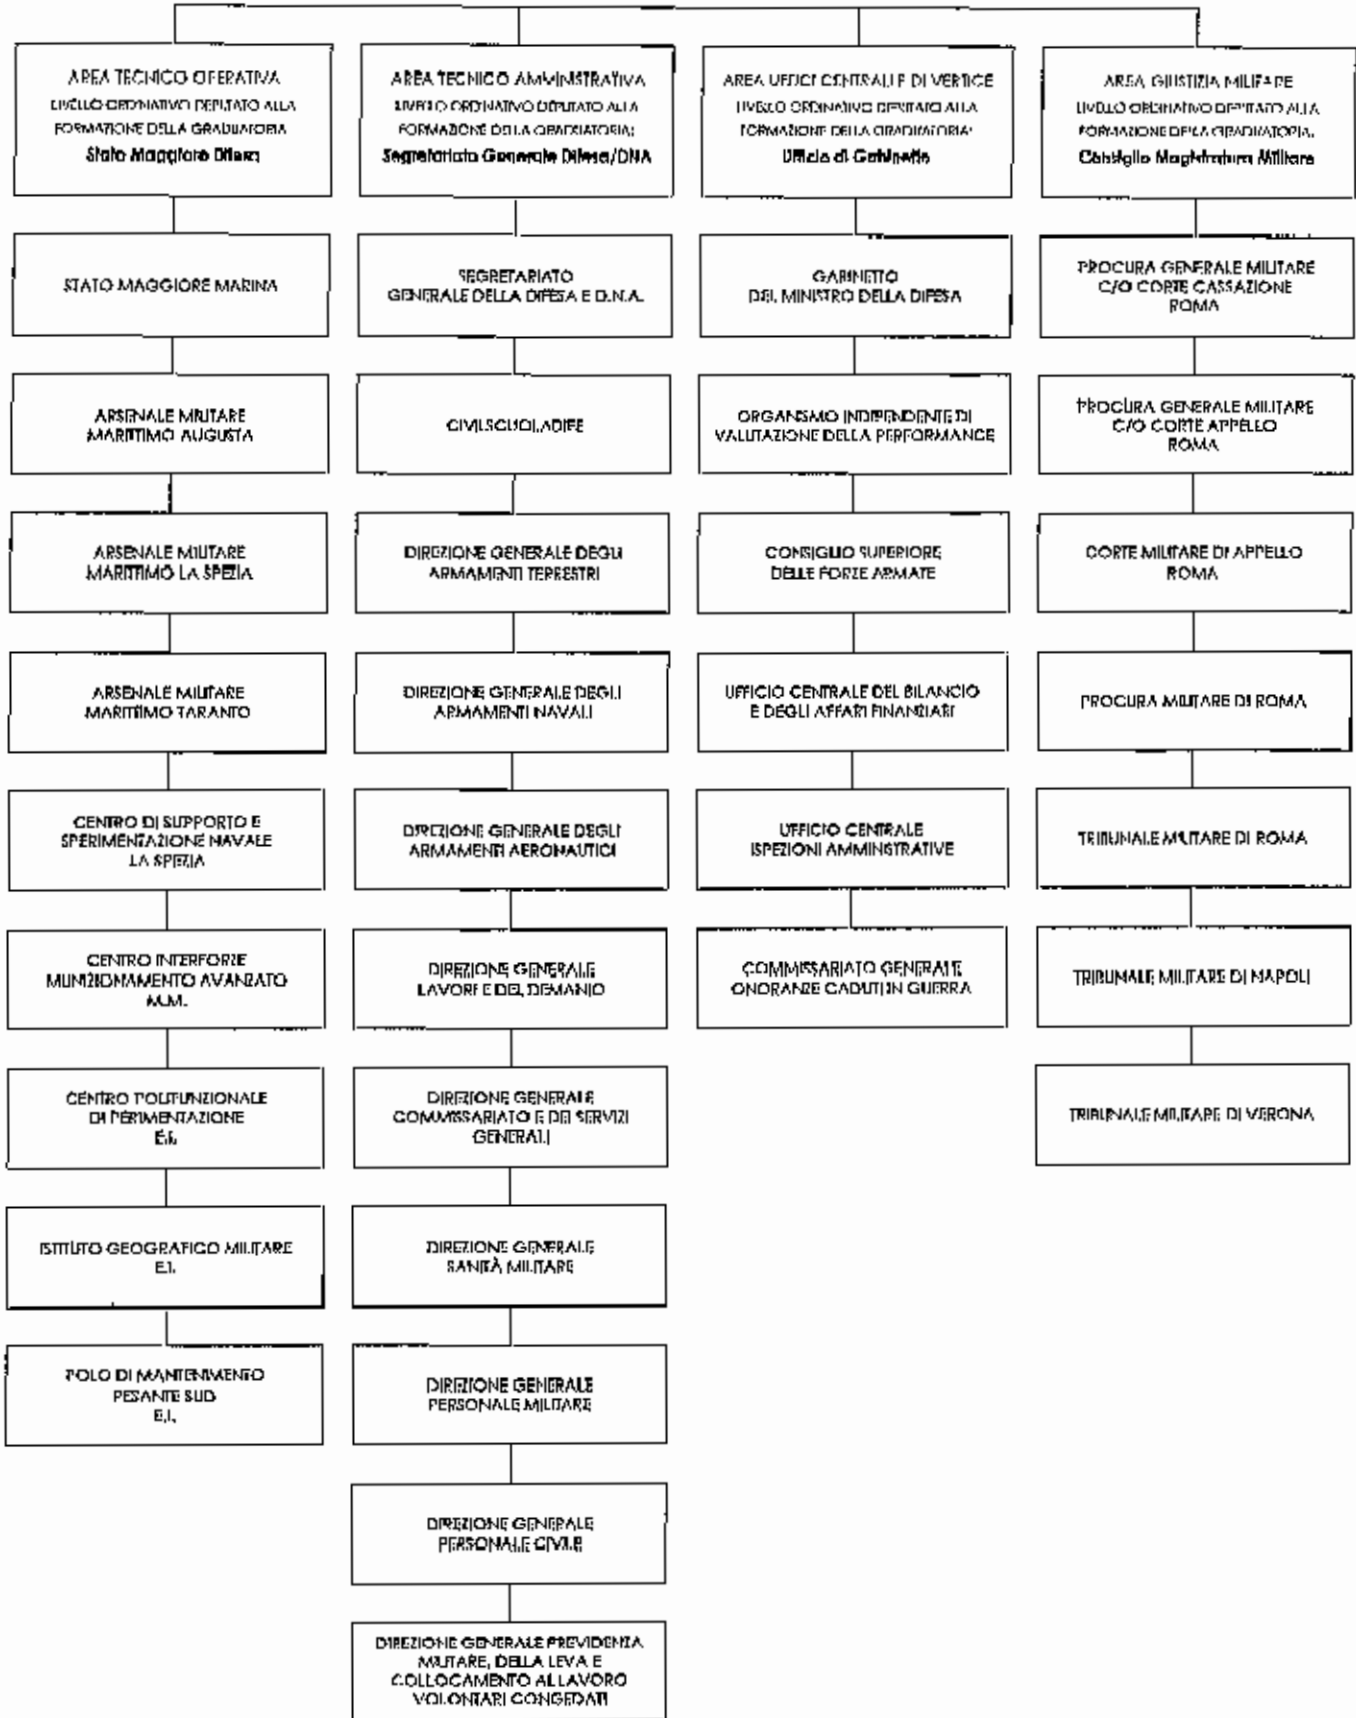 AREA TECNICO OPERATIVA
LIVELLO ORDINATIVO DEPUTATO ALLA
FORMAZIONE DELLA GRADUATORIA
Stato Maggiore Difesa
STATO MAGGIORE MARINA
ARSENALE MILITARE
MARITTIMO AUGUSTA
ARSENALE MILITARE
MARITTIMO LA SPEZIA
ARSENALE MILITARE
MARITTIMO TARANTO
CENTRO DI SUPPORTO E
SPERIMENTAZIONE NAVALE
LA SPEZIA
CENTRO INTERFORZE
MUNIZIONAMENTO AVANZATO
M.M.
CENTRO POLIFUNZIONALE
DI PERIMENTAZIONE
E.I.
ISTITUTO GEOGRAFICO MILITARE
E.I.
POLO DI MANTENIMENTO
PESANTE SUD
E.I.
AREA TECNICO AMMINISTRATIVA
LIVELLO ORDINATIVO DEPUTATO ALLA
FORMAZIONE DELLA GRADUATORIA:
Segretariato Generale Difesa/DNA
SEGRETARIATO
GENERALE DELLA DIFESA E D.N.A.
CIVILSCUOLADIFE
DIREZIONE GENERALE DEGLI
ARMAMENTI TERRESTRI
DIREZIONE GENERALE DEGLI
ARMAMENTI NAVALI
DIREZIONE GENERALE DEGLI
ARMAMENTI AERONAUTICI
DIREZIONE GENERALE
LAVORI E DEL DEMANIO
DIREZIONE GENERALE
COMMISSARIATO E DEI SERVIZI
GENERALI
DIREZIONE GENERALE
SANITÀ MILITARE
DIREZIONE GENERALE
PERSONALE MILITARE
DIREZIONE GENERALE
PERSONALE CIVILE
DIREZIONE GENERALE PREVIDENZA
MILITARE, DELLA LEVA E
COLLOCAMENTO AL LAVORO
VOLONTARI CONGEDATI
AREA UFFICI CENTRALI E DI VERTICE
LIVELLO ORDINATIVO DEPUTATO ALLA
FORMAZIONE DELLA GRADUATORIA:
Ufficio di Gabinetto
GABINETTO
DEL MINISTRO DELLA DIFESA
ORGANISMO INDIPENDENTE DI
VALUTAZIONE DELLA PERFORMANCE
CONSIGLIO SUPERIORE
DELLE FORZE ARMATE
UFFICIO CENTRALE DEL BILANCIO
E DEGLI AFFARI FINANZIARI
UFFICIO CENTRALE
ISPEZIONI AMMINISTRATIVE
COMMISSARIATO GENERALE
ONORANZE CADUTI IN GUERRA
AREA GIUSTIZIA MILITARE
LIVELLO ORDINATIVO DEPUTATO ALLA
FORMAZIONE DELLA GRADUATORIA:
Consiglio Magistratura Militare
PROCURA GENERALE MILITARE
C/O CORTE CASSAZIONE
ROMA
PROCURA GENERALE MILITARE
C/O CORTE APPELLO
ROMA
CORTE MILITARE DI APPELLO
ROMA
PROCURA MILITARE DI ROMA
TRIBUNALE MILITARE DI ROMA
TRIBUNALE MILITARE DI NAPOLI
TRIBUNALE MILITARE DI VERONA